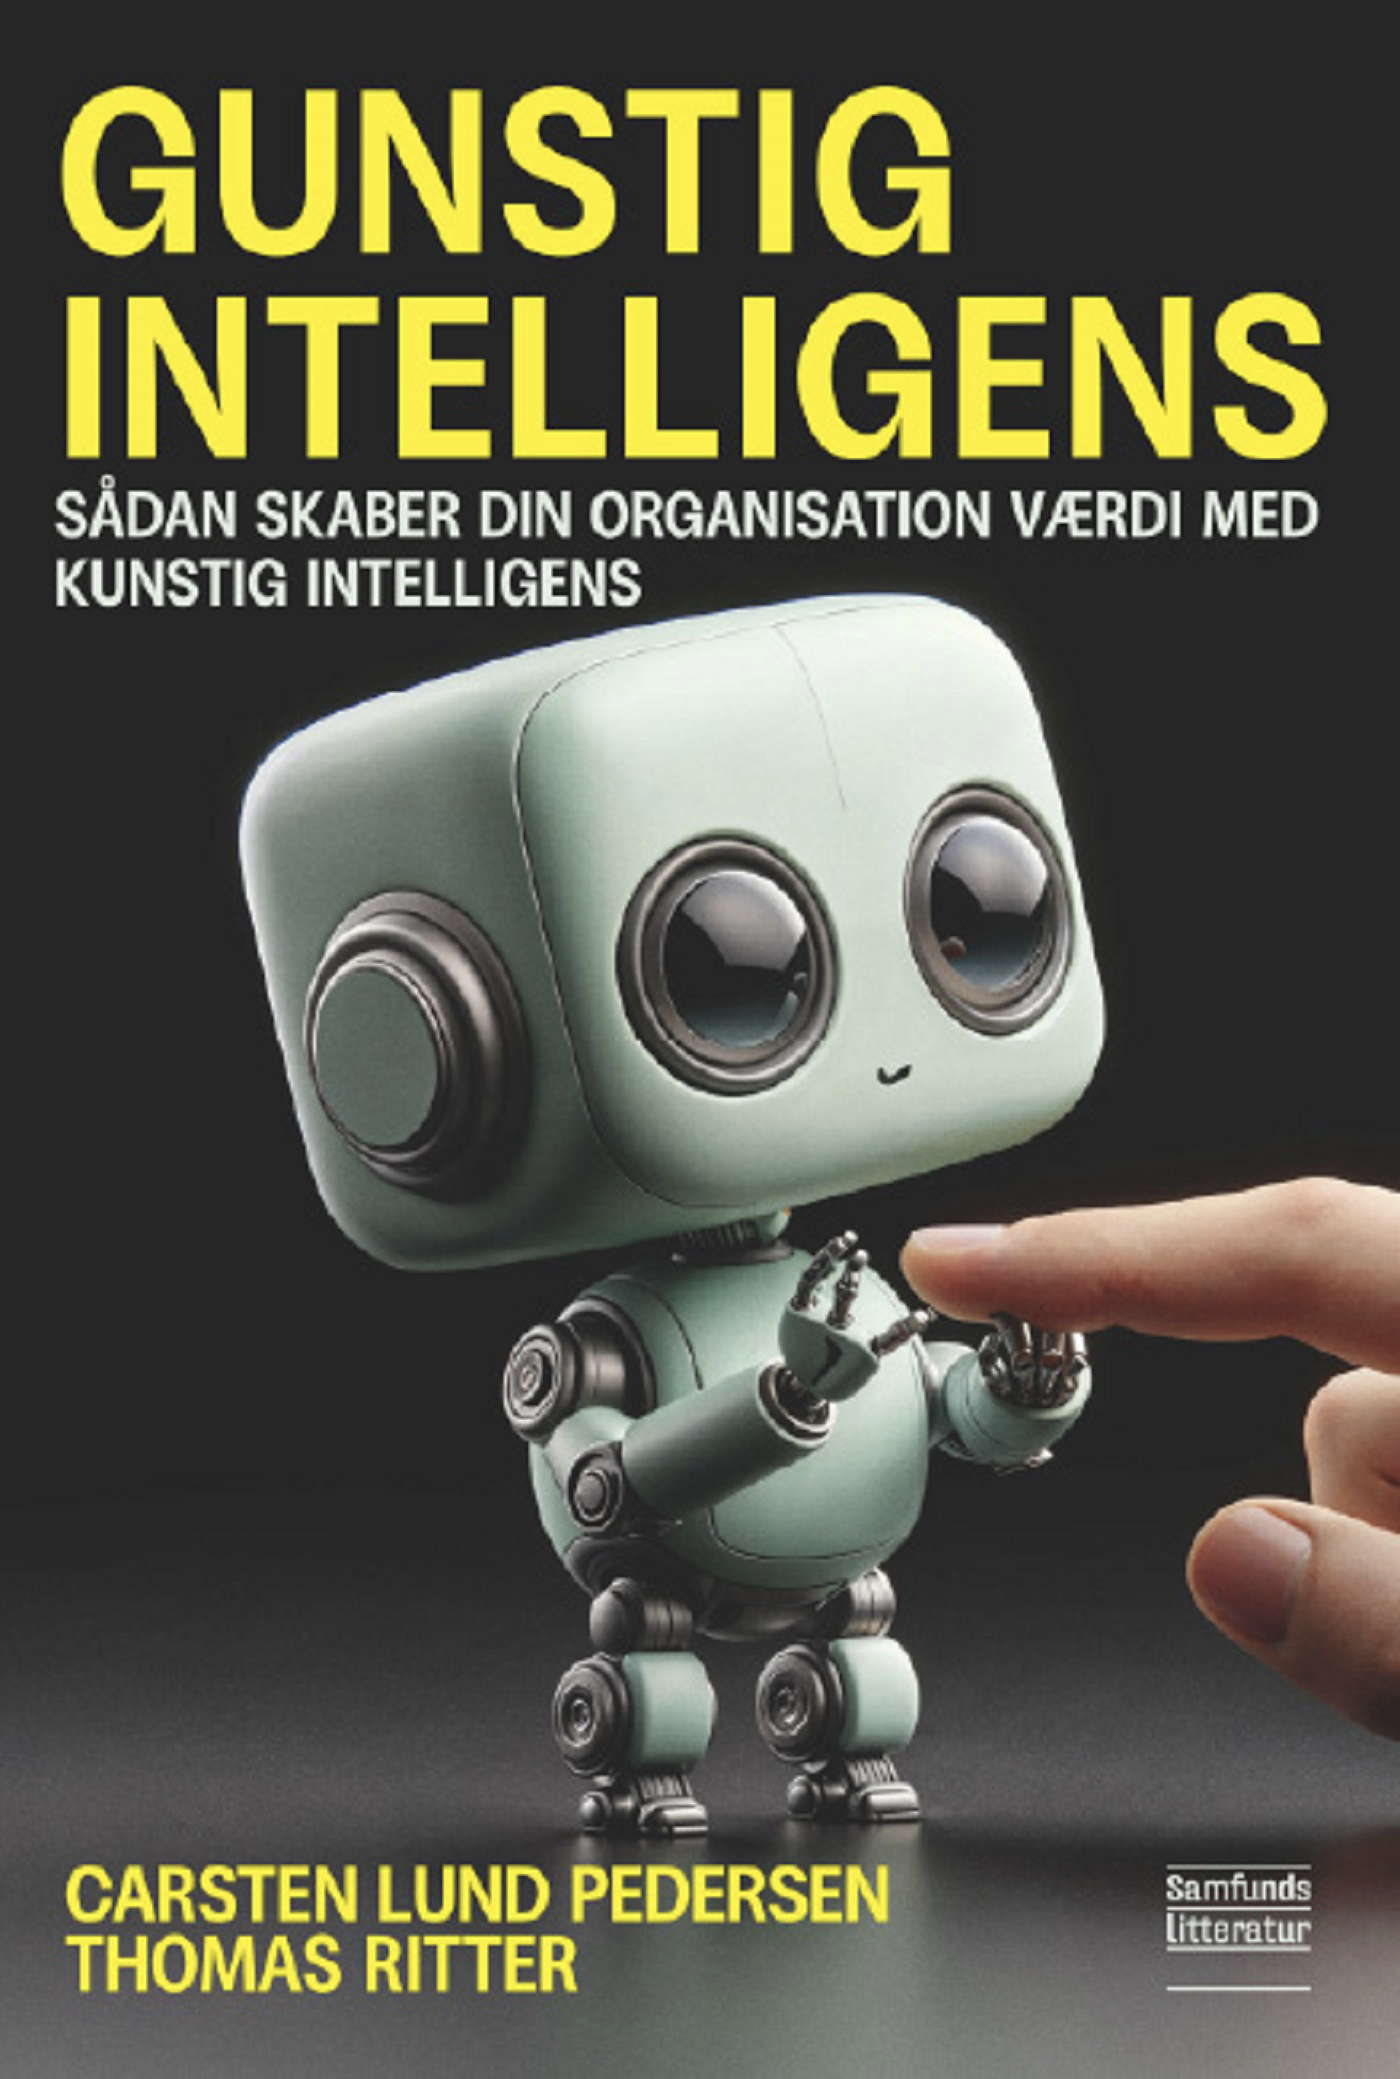 GUNSTIG
INTELLIGENS
SÅDAN SKABER DIN ORGANISATION VÆRDI MED
KUNSTIG INTELLIGENS
CARSTEN LUND PEDERSEN
THOMAS RITTER
Samfunds
litteratur